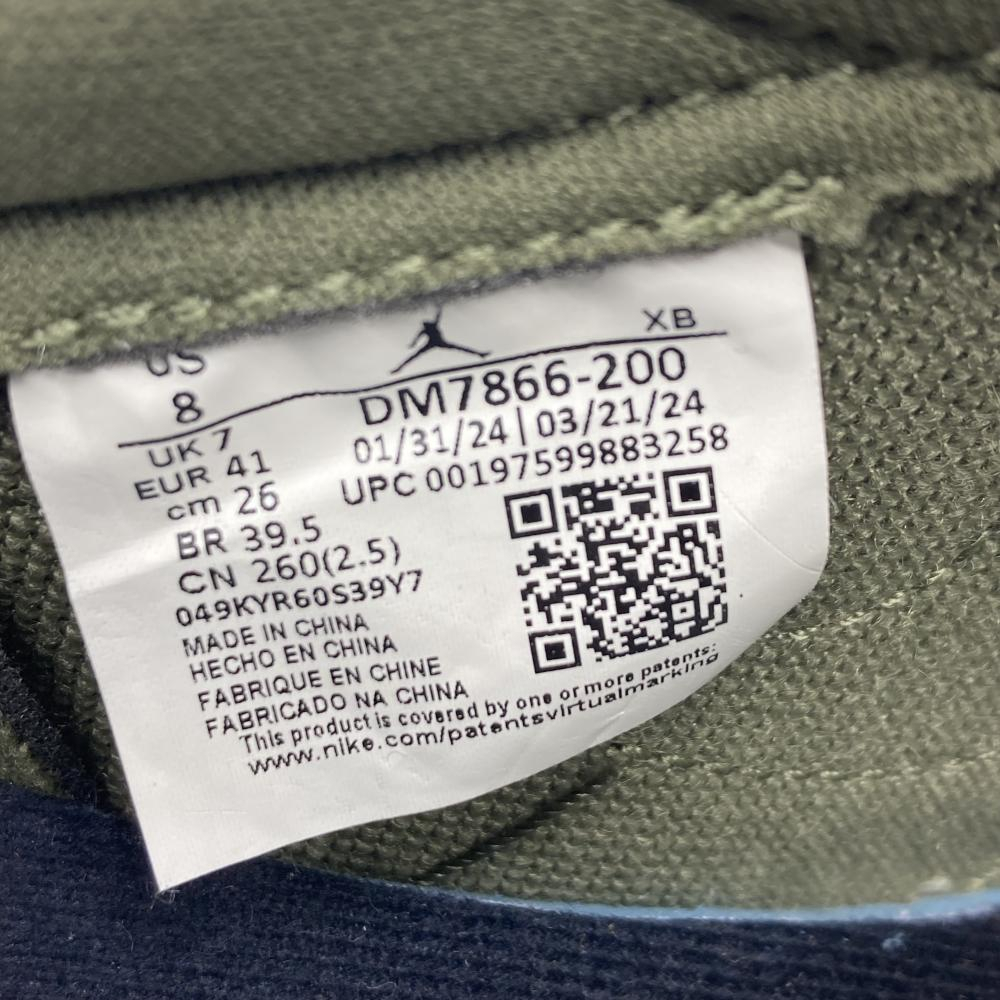 US
8
UK 7
EUR 41
cm 26
BR 39.5
CN 260(2.5)
049KYR60S39Y7
MADE IN CHINA
HECHO EN CHINA
FABRIQUE EN CHINE
FABRICADO NA CHINA
XB
DM7866-200
01/31/24 | 03/21/24
UPC 00197599883258
This product is covered by one or more patents:
www.nike.com/patentsvirtualmarking